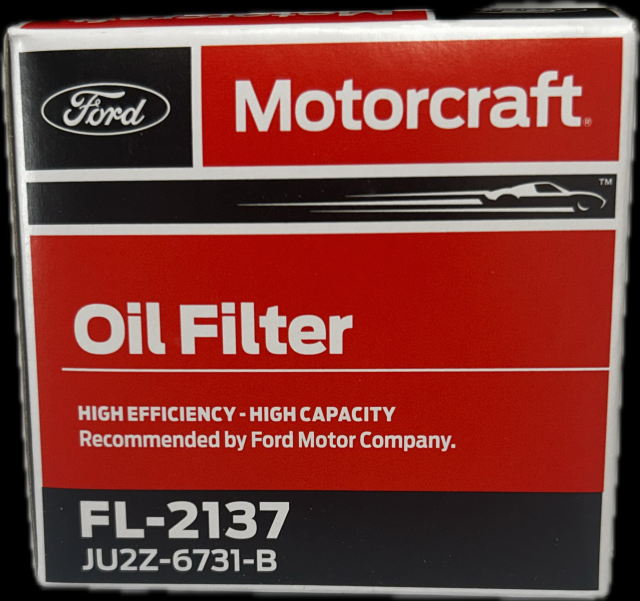 Ford
Motorcraft®
TM
Oil Filter
HIGH EFFICIENCY - HIGH CAPACITY
Recommended by Ford Motor Company.
FL-2137
JU2Z-6731-B